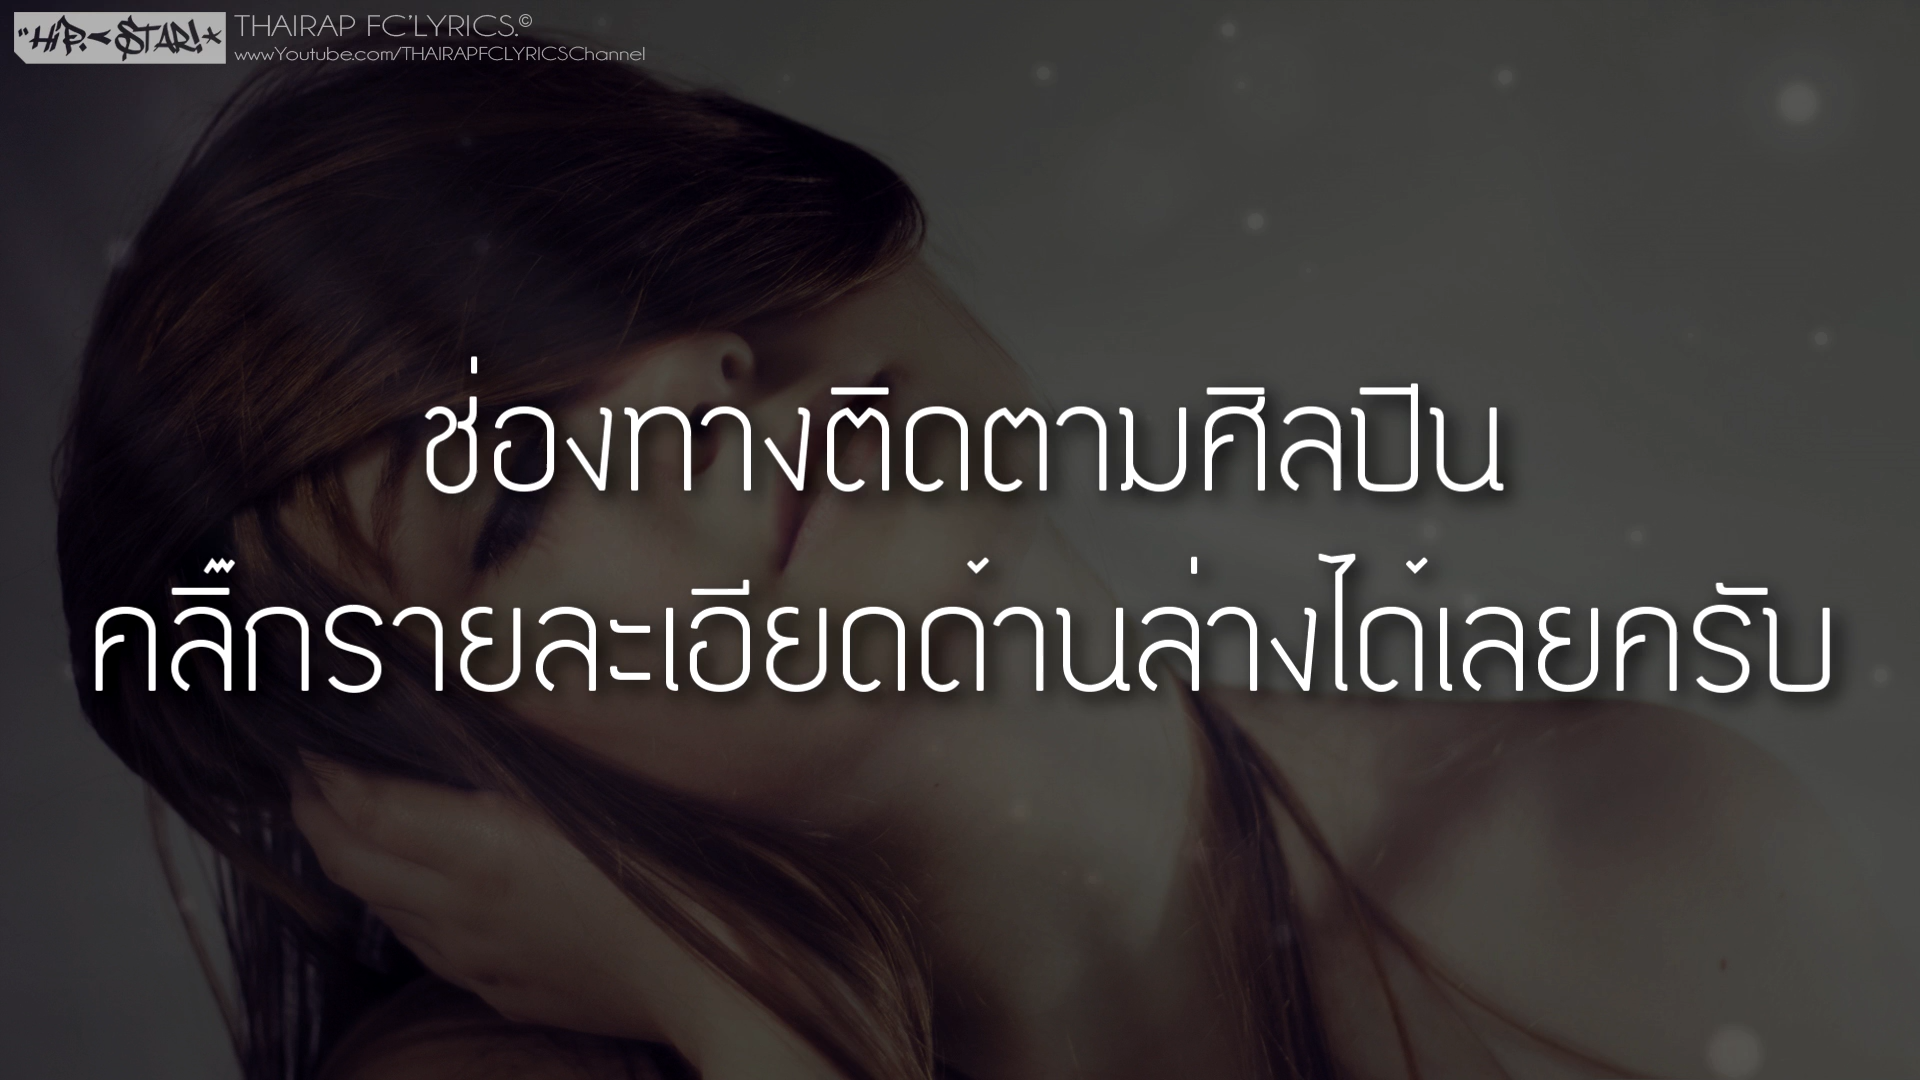 "HIP.-STAR!*
THAIRAP FC'LYRICS.©
www.Youtube.com/THAIRAPFCLYRICSChannel
ช่องทางติดตามศิลปิน
คลิ๊กรายละเอียดด้านล่างได้เลยครับ